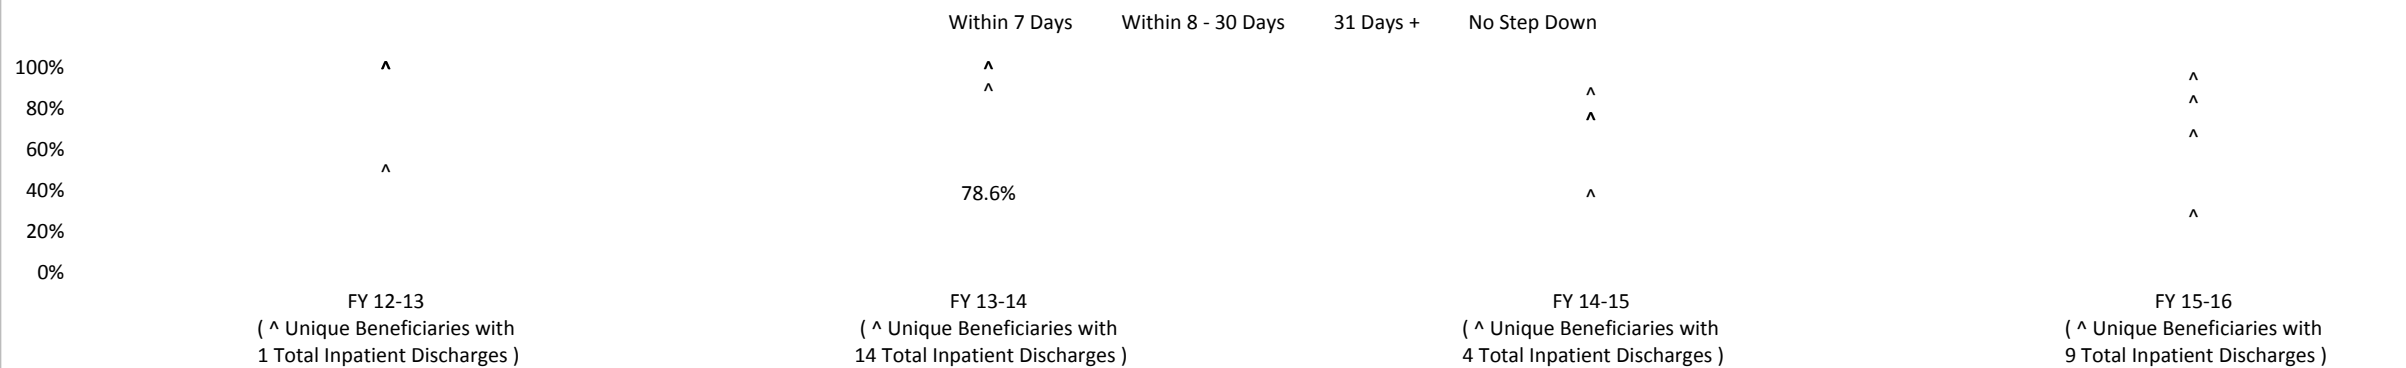 Within 7 Days Within 8 - 30 Days 31 Days + No Step Down
100% ^ ^ ^
^ ^ ^
80% ^
^
60% ^
^
40% 78.6% ^
^
20%
0%
FY 12-13 FY 13-14 FY 14-15 FY 15-16
( ^ Unique Beneficiaries with ( ^ Unique Beneficiaries with ( ^ Unique Beneficiaries with ( ^ Unique Beneficiaries with
1 Total Inpatient Discharges ) 14 Total Inpatient Discharges ) 4 Total Inpatient Discharges ) 9 Total Inpatient Discharges )